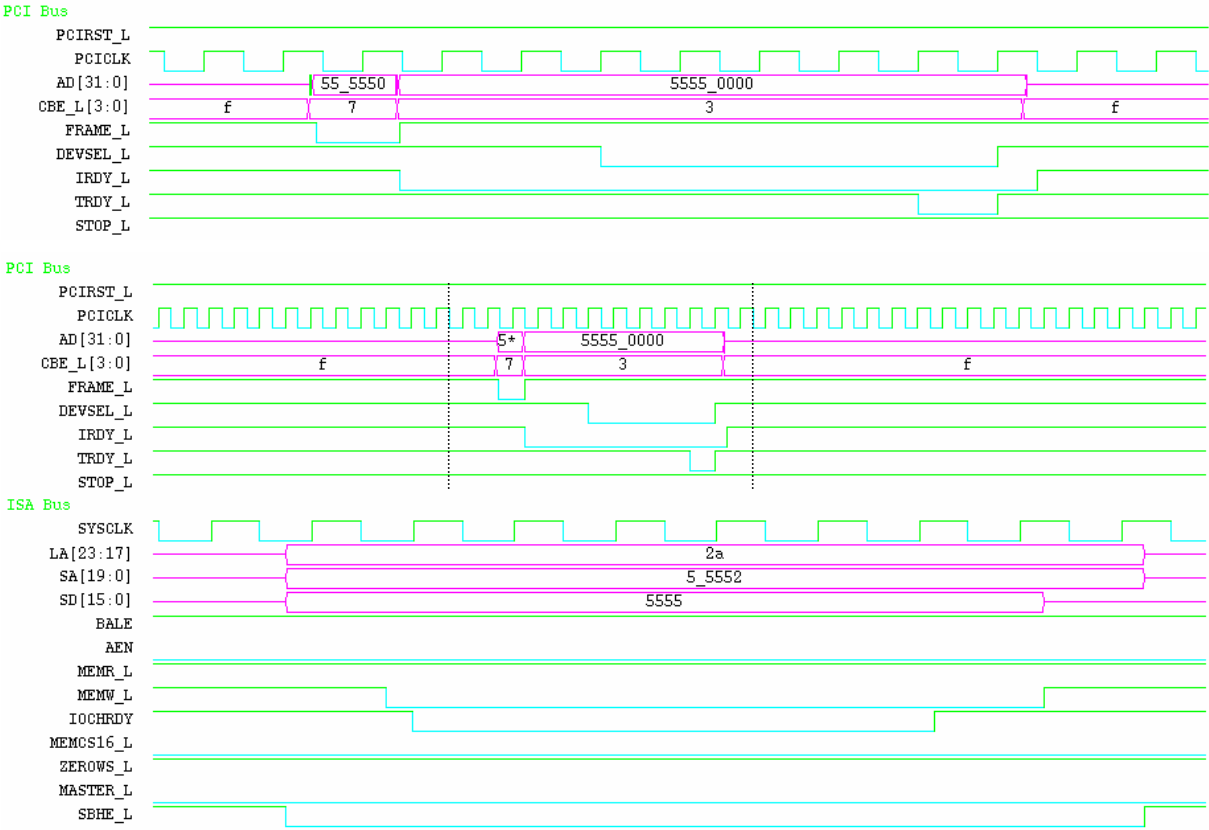 PCI Bus
PCIRST_L
PCICLK
AD[31:0] 55_5550 5555_0000
CBE_L[3:0] f 7 3 f
FRAME_L
DEVSEL_L
IRDY_L
TRDY_L
STOP_L
PCI Bus
PCIRST_L
PCICLK
AD[31:0] 5* 5555_0000
CBE_L[3:0] f 7 3 f
FRAME_L
DEVSEL_L
IRDY_L
TRDY_L
STOP_L
ISA Bus
SYSCLK
LA[23:17] 2a
SA[19:0] 5_5552
SD[15:0] 5555
BALE
AEN
MEMR_L
MEMW_L
IOCHRDY
MEMCS16_L
ZEROWS_L
MASTER_L
SBHE_L